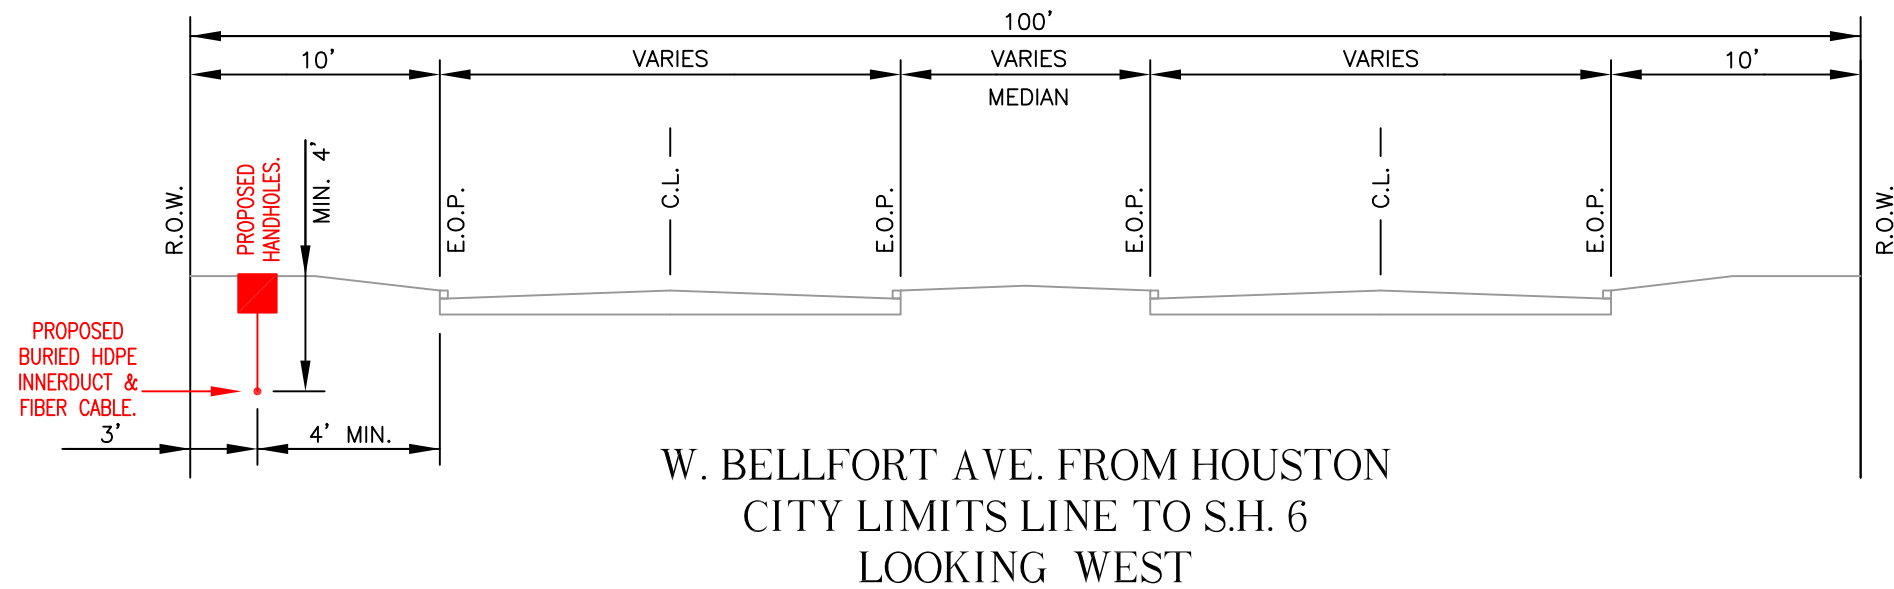 100'
10'
VARIES
VARIES
VARIES
10'
MEDIAN
R.O.W.
PROPOSED
HANDHOLES.
MIN. 4'
E.O.P.
C.L.
E.O.P.
E.O.P.
C.L.
E.O.P.
R.O.W.
PROPOSED
BURIED HDPE
INNERDUCT &
FIBER CABLE.
3'
4' MIN.
W. BELLFORT AVE. FROM HOUSTON
CITY LIMITS LINE TO S.H. 6
LOOKING WEST